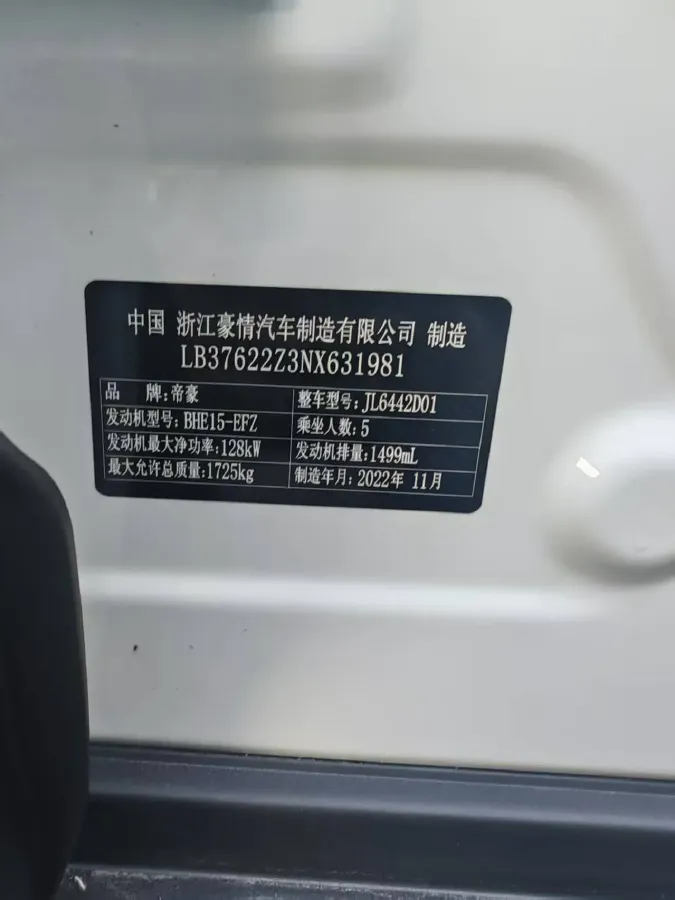 中国 浙江豪情汽车制造有限公司 制造
LB37622Z3NX631981
品 牌:帝豪 整车型号:JL6442D01
发动机型号:BHE15-EFZ 乘坐人数:5
发动机最大净功率:128kW 发动机排量:1499mL
最大允许总质量:1725kg 制造年月:2022年 11月